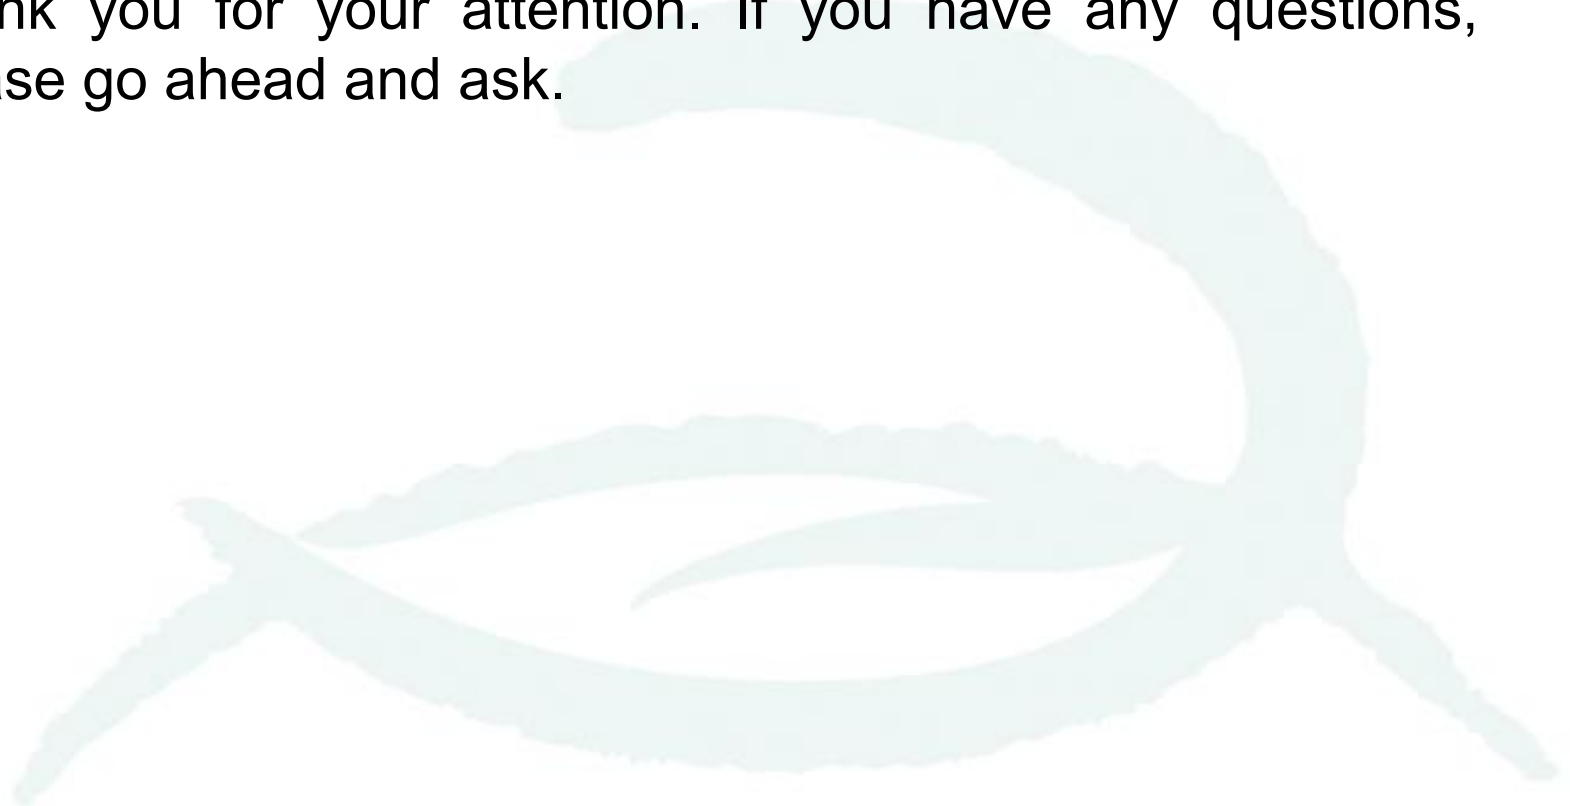 nk you for your attention. If you have any questions,
ase go ahead and ask.